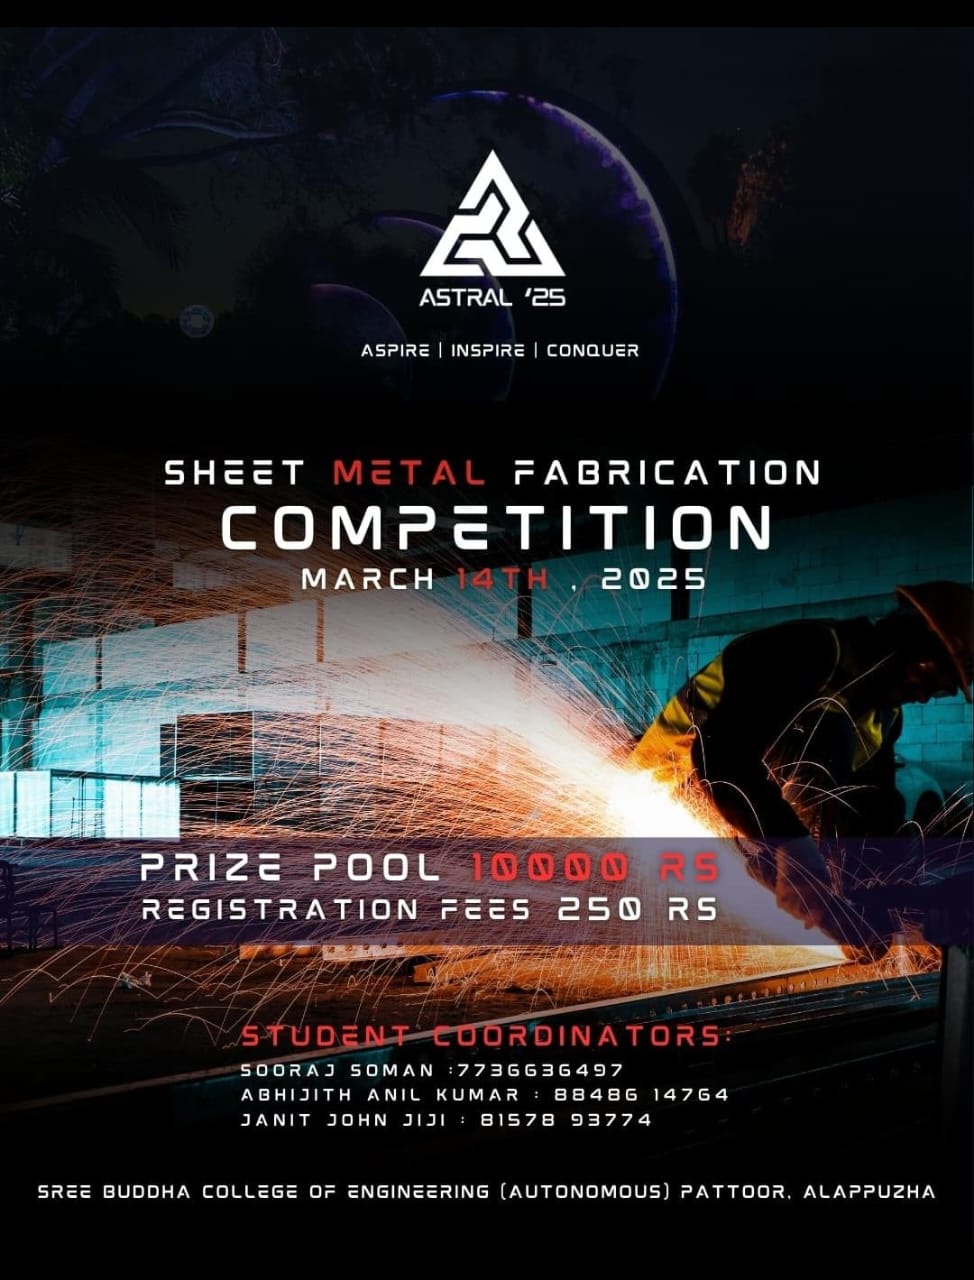 ASTRAL '25
ASPIRE | INSPIRE | CONQUER
SHEET METAL FABRICATION
COMPETITION
MARCH 14TH , 2025
PRIZE POOL 10000 RS
REGISTRATION FEES 250 RS
STUDENT COORDINATORS:
SOORAJ SOMAN :7736636497
ABHIJITH ANIL KUMAR : 88486 14764
JANIT JOHN JIJI : 81578 93774
SREE BUDDHA COLLEGE OF ENGINEERING (AUTONOMOUS) PATTOOR, ALAPPUZHA